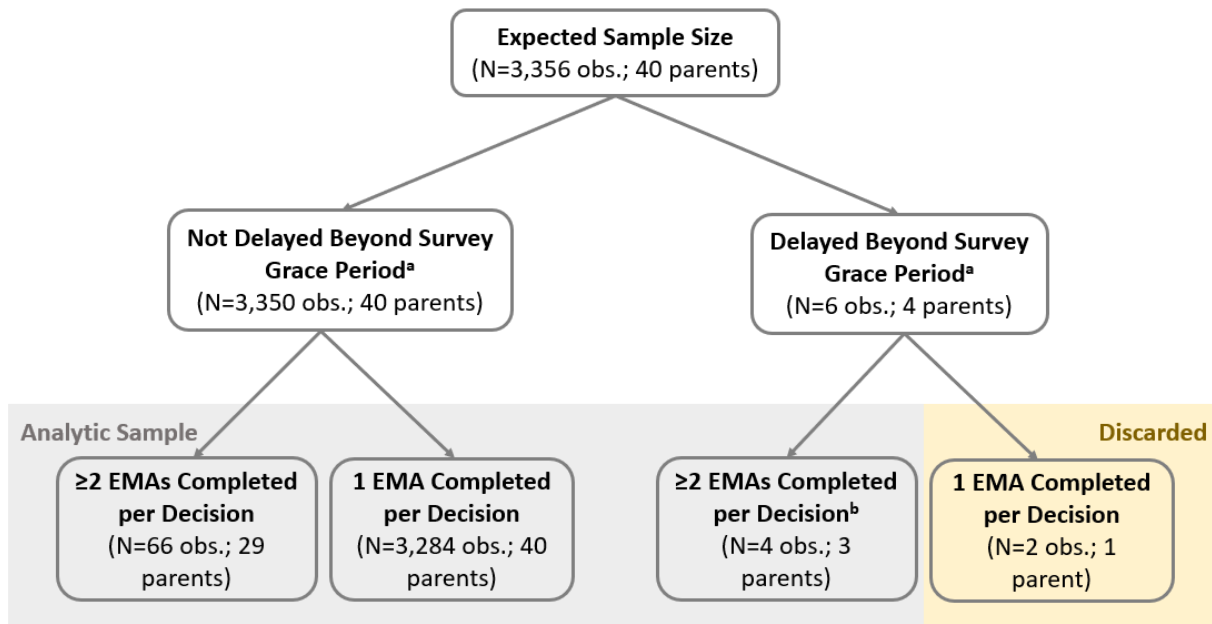 Expected Sample Size
(N=3,356 obs.; 40 parents)
Not Delayed Beyond Survey
Grace Periodᵃ
(N=3,350 obs.; 40 parents)
Delayed Beyond Survey
Grace Periodᵃ
(N=6 obs.; 4 parents)
Analytic Sample
Discarded
≥2 EMAs Completed
per Decision
(N=66 obs.; 29
parents)
1 EMA Completed
per Decision
(N=3,284 obs.; 40
parents)
≥2 EMAs Completed
per Decisionᵇ
(N=4 obs.; 3
parents)
1 EMA Completed
per Decision
(N=2 obs.; 1
parent)